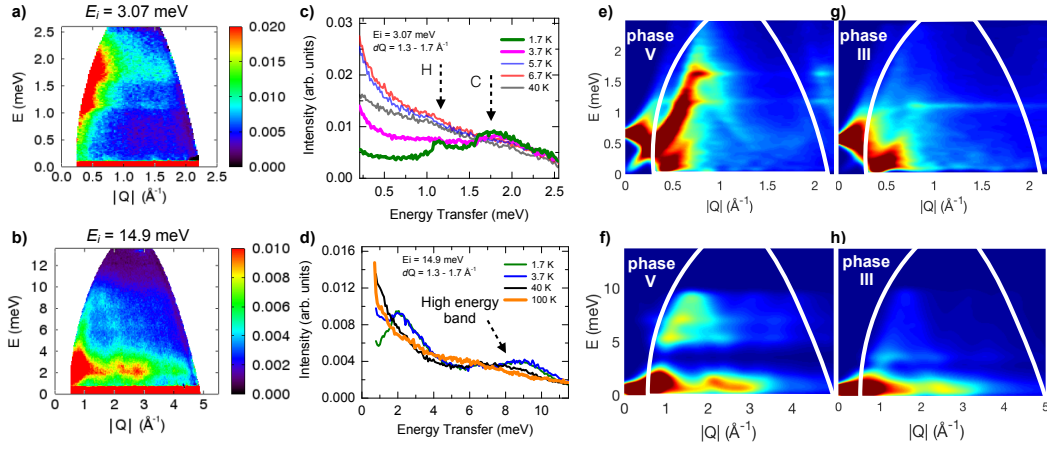 a)
E_i = 3.07 meV
E (meV)
2.5
2.0
1.5
1.0
0.5
0.0
0.0 0.5 1.0 1.5 2.0 2.5
|Q| (Å⁻¹)
0.020
0.015
0.010
0.005
0.000
b)
E_i = 14.9 meV
E (meV)
12
10
8
6
4
2
0
0 1 2 3 4 5
|Q| (Å⁻¹)
0.010
0.008
0.006
0.004
0.002
0.000
c)
Intensity (arb. units)
0.03
0.02
0.01
0.00
Ei = 3.07 meV
dQ = 1.3 - 1.7 Å⁻¹
H
C
1.7 K
3.7 K
5.7 K
6.7 K
40 K
0.5 1.0 1.5 2.0 2.5
Energy Transfer (meV)
d)
Intensity (arb. units)
0.016
0.012
0.008
0.004
0.000
Ei = 14.9 meV
dQ = 1.3 - 1.7 Å⁻¹
High energy
band
1.7 K
3.7 K
40 K
100 K
0 2 4 6 8 10
Energy Transfer (meV)
e)
phase
V
E (meV)
2
1.5
1
0.5
0
0 0.5 1 1.5 2
|Q| (Å⁻¹)
g)
phase
III
0 0.5 1 1.5 2
|Q| (Å⁻¹)
f)
phase
V
E (meV)
10
5
0
0 2 4
|Q| (Å⁻¹)
h)
phase
III
0 1 2 3 4 5
|Q| (Å⁻¹)